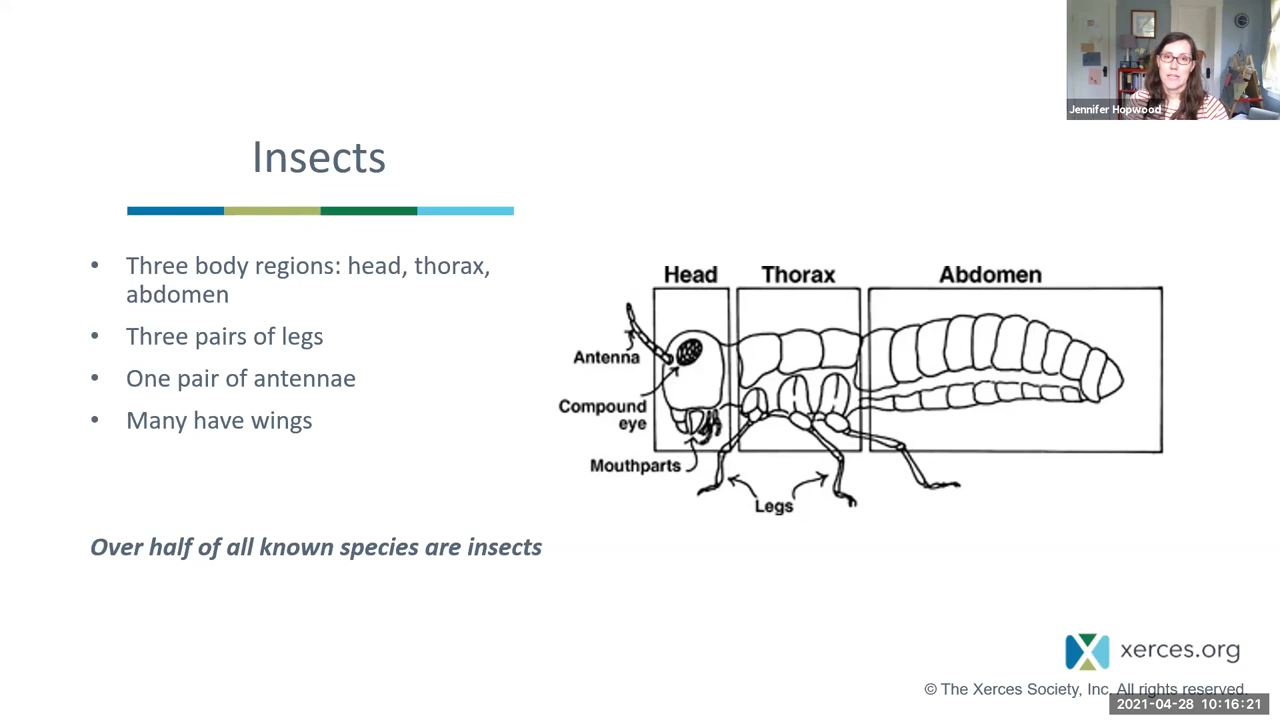 Jennifer Hopwood
Insects
• Three body regions: head, thorax,
abdomen
• Three pairs of legs
• One pair of antennae
• Many have wings
Over half of all known species are insects
Head
Thorax
Abdomen
Antenna
Compound
eye
Mouthparts
Legs
xerces.org
© The Xerces Society, Inc. All rights reserved.
2021-04-28 10:16:21